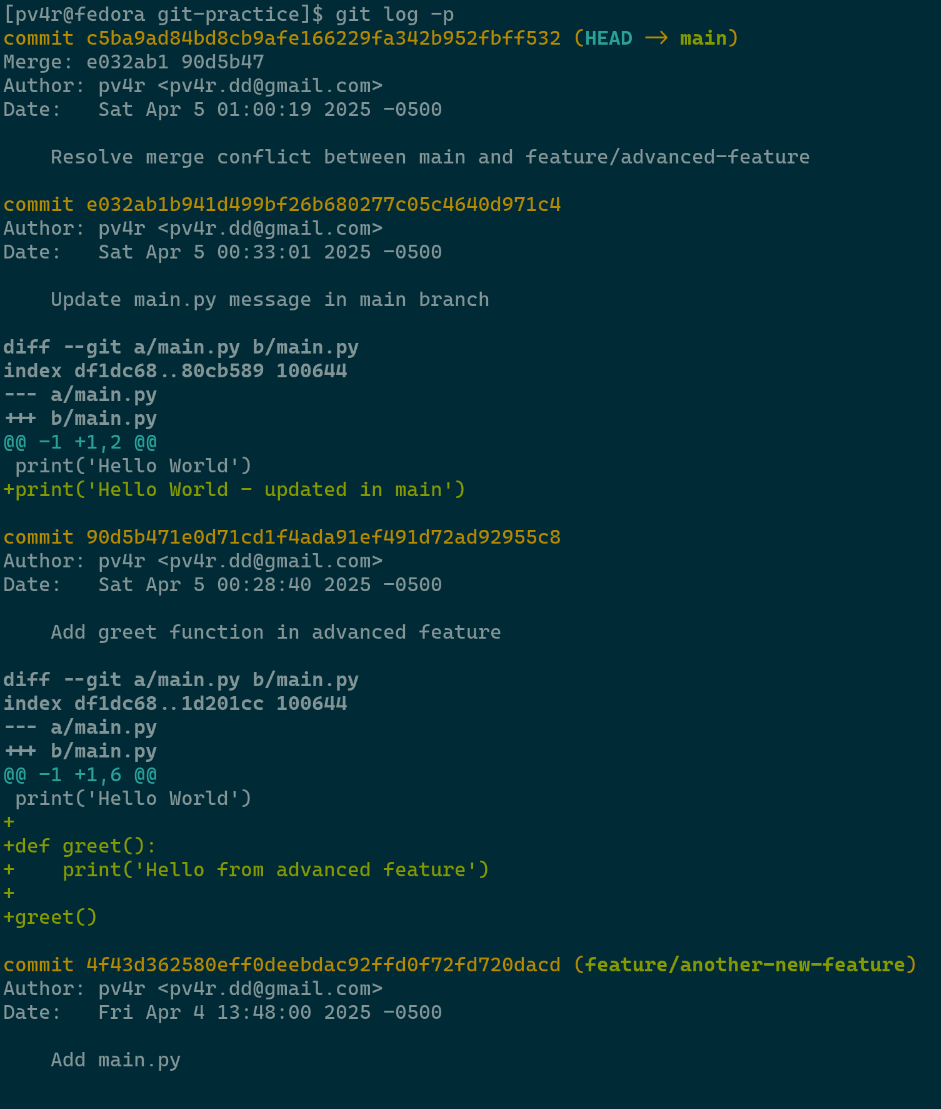 [pv4r@fedora git-practice]$ git log -p
commit c5ba9ad84bd8cb9afe166229fa342b952fbff532 (HEAD -> main)
Merge: e032ab1 90d5b47
Author: pv4r <pv4r.dd@gmail.com>
Date:   Sat Apr 5 01:00:19 2025 -0500

    Resolve merge conflict between main and feature/advanced-feature

commit e032ab1b941d499bf26b680277c05c4640d971c4
Author: pv4r <pv4r.dd@gmail.com>
Date:   Sat Apr 5 00:33:01 2025 -0500

    Update main.py message in main branch

diff --git a/main.py b/main.py
index df1dc68..80cb589 100644
--- a/main.py
+++ b/main.py
@@ -1 +1,2 @@
 print('Hello World')
+print('Hello World - updated in main')

commit 90d5b471e0d71cd1f4ada91ef491d72ad92955c8
Author: pv4r <pv4r.dd@gmail.com>
Date:   Sat Apr 5 00:28:40 2025 -0500

    Add greet function in advanced feature

diff --git a/main.py b/main.py
index df1dc68..1d201cc 100644
--- a/main.py
+++ b/main.py
@@ -1 +1,6 @@
 print('Hello World')
+
+def greet():
+    print('Hello from advanced feature')
+
+greet()

commit 4f43d362580eff0deebdac92ffd0f72fd720dacd (feature/another-new-feature)
Author: pv4r <pv4r.dd@gmail.com>
Date:   Fri Apr 4 13:48:00 2025 -0500

    Add main.py